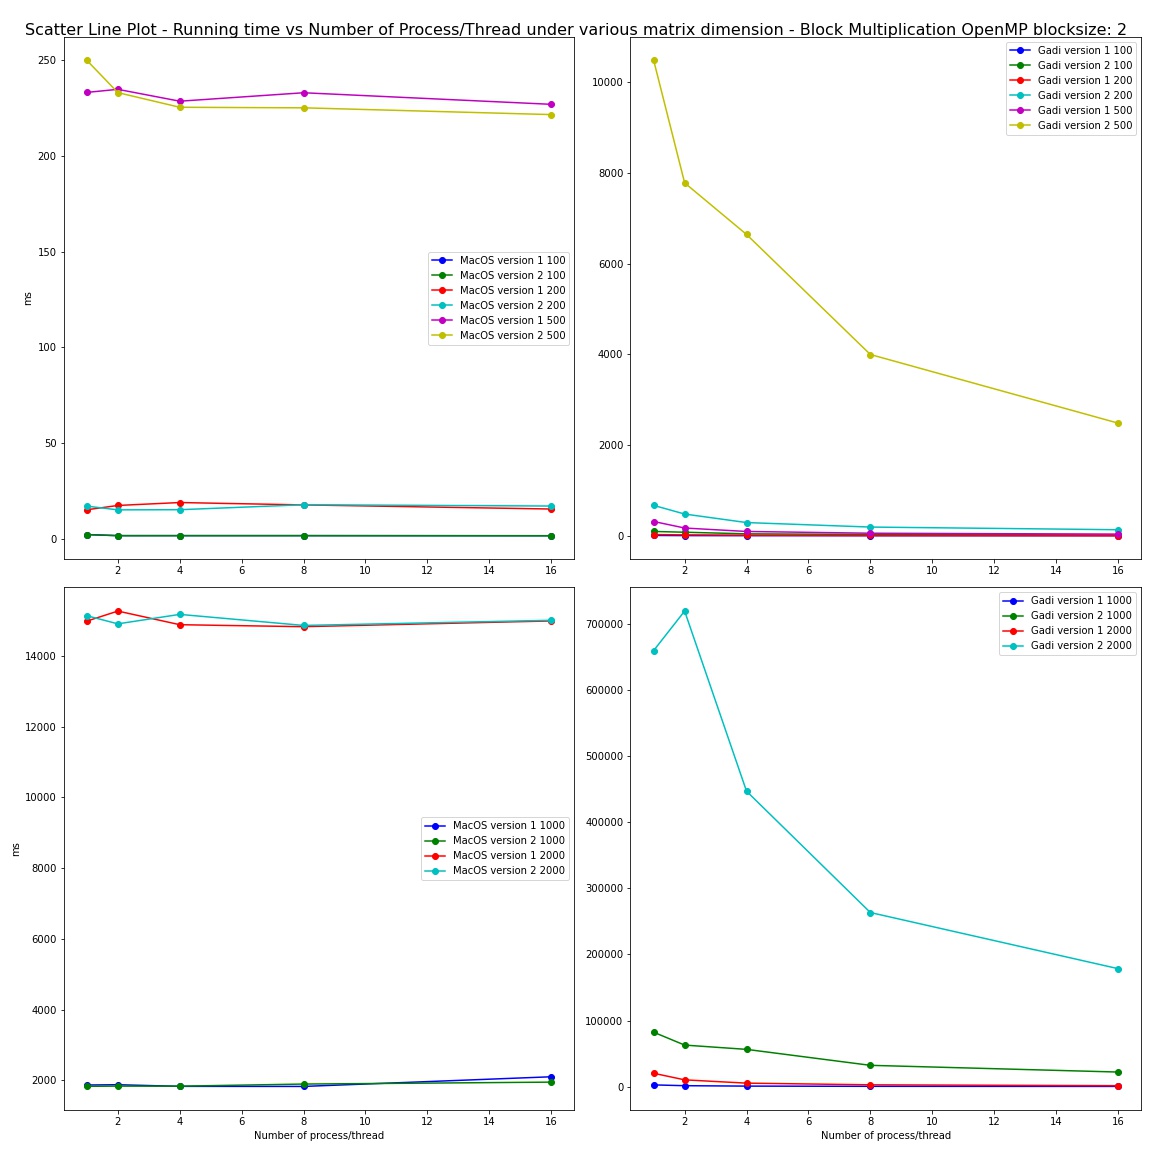 Scatter Line Plot - Running time vs Number of Process/Thread under various matrix dimension - Block Multiplication OpenMP blocksize: 2
250
200
150
100
50
0
ms
2 4 6 8 10 12 14 16
MacOS version 1 100
MacOS version 2 100
MacOS version 1 200
MacOS version 2 200
MacOS version 1 500
MacOS version 2 500
10000
8000
6000
4000
2000
0
2 4 6 8 10 12 14 16
Gadi version 1 100
Gadi version 2 100
Gadi version 1 200
Gadi version 2 200
Gadi version 1 500
Gadi version 2 500
14000
12000
10000
8000
6000
4000
2000
ms
2 4 6 8 10 12 14 16
Number of process/thread
MacOS version 1 1000
MacOS version 2 1000
MacOS version 1 2000
MacOS version 2 2000
700000
600000
500000
400000
300000
200000
100000
0
2 4 6 8 10 12 14 16
Number of process/thread
Gadi version 1 1000
Gadi version 2 1000
Gadi version 1 2000
Gadi version 2 2000